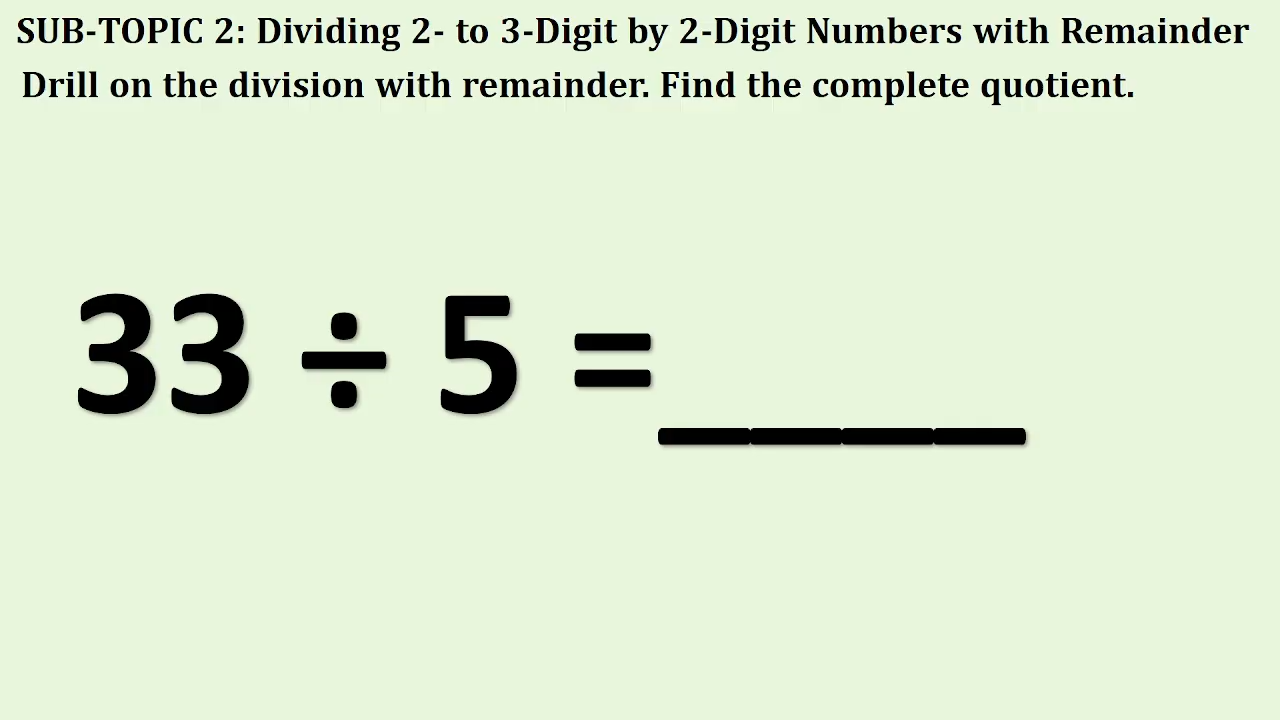 SUB-TOPIC 2: Dividing 2- to 3-Digit by 2-Digit Numbers with Remainder
Drill on the division with remainder. Find the complete quotient.
33 ÷ 5 =____